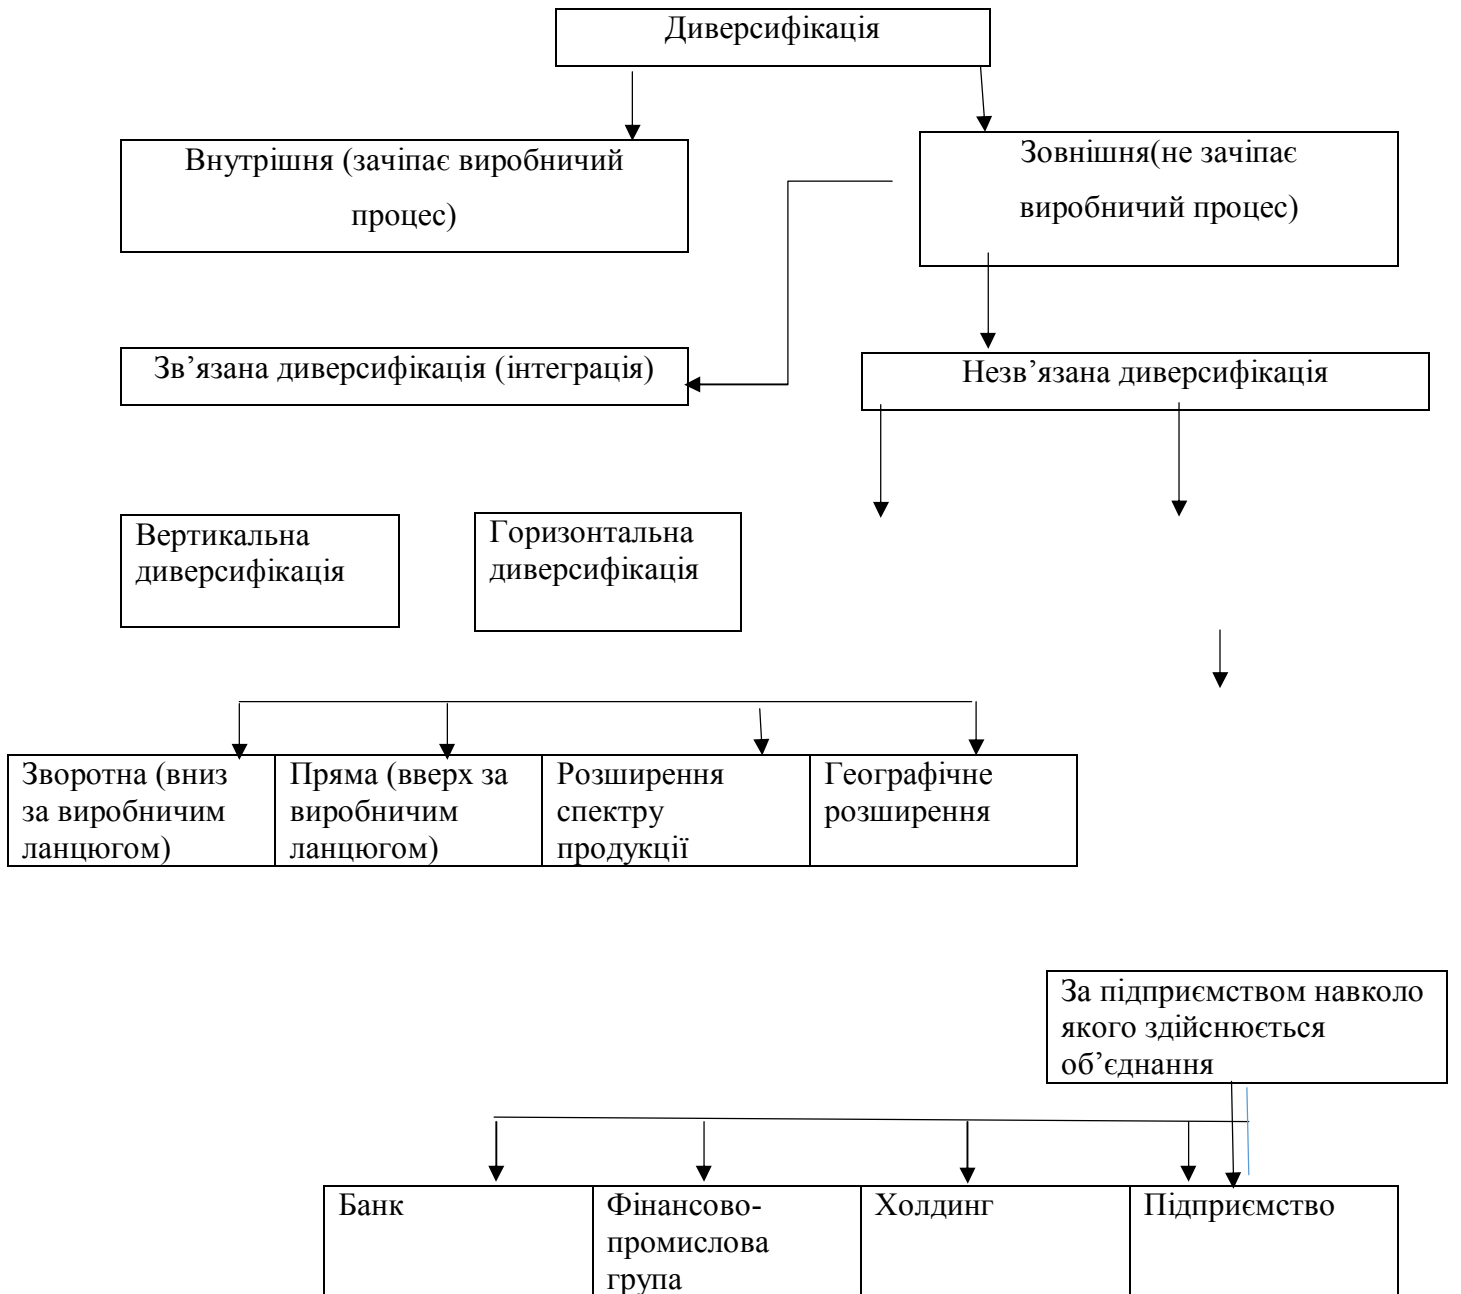 Диверсифікація
Внутрішня (зачіпає виробничий
процес)
Зовнішня(не зачіпає
виробничий процес)
Зв’язана диверсифікація (інтеграція)
Незв’язана диверсифікація
Вертикальна
диверсифікація
Горизонтальна
диверсифікація
Зворотна (вниз
за виробничим
ланцюгом)
Пряма (вверх за
виробничим
ланцюгом)
Розширення
спектру
продукції
Географічне
розширення
За підприємством навколо
якого здійснюється
об’єднання
Банк
Фінансово-
промислова
група
Холдинг
Підприємство